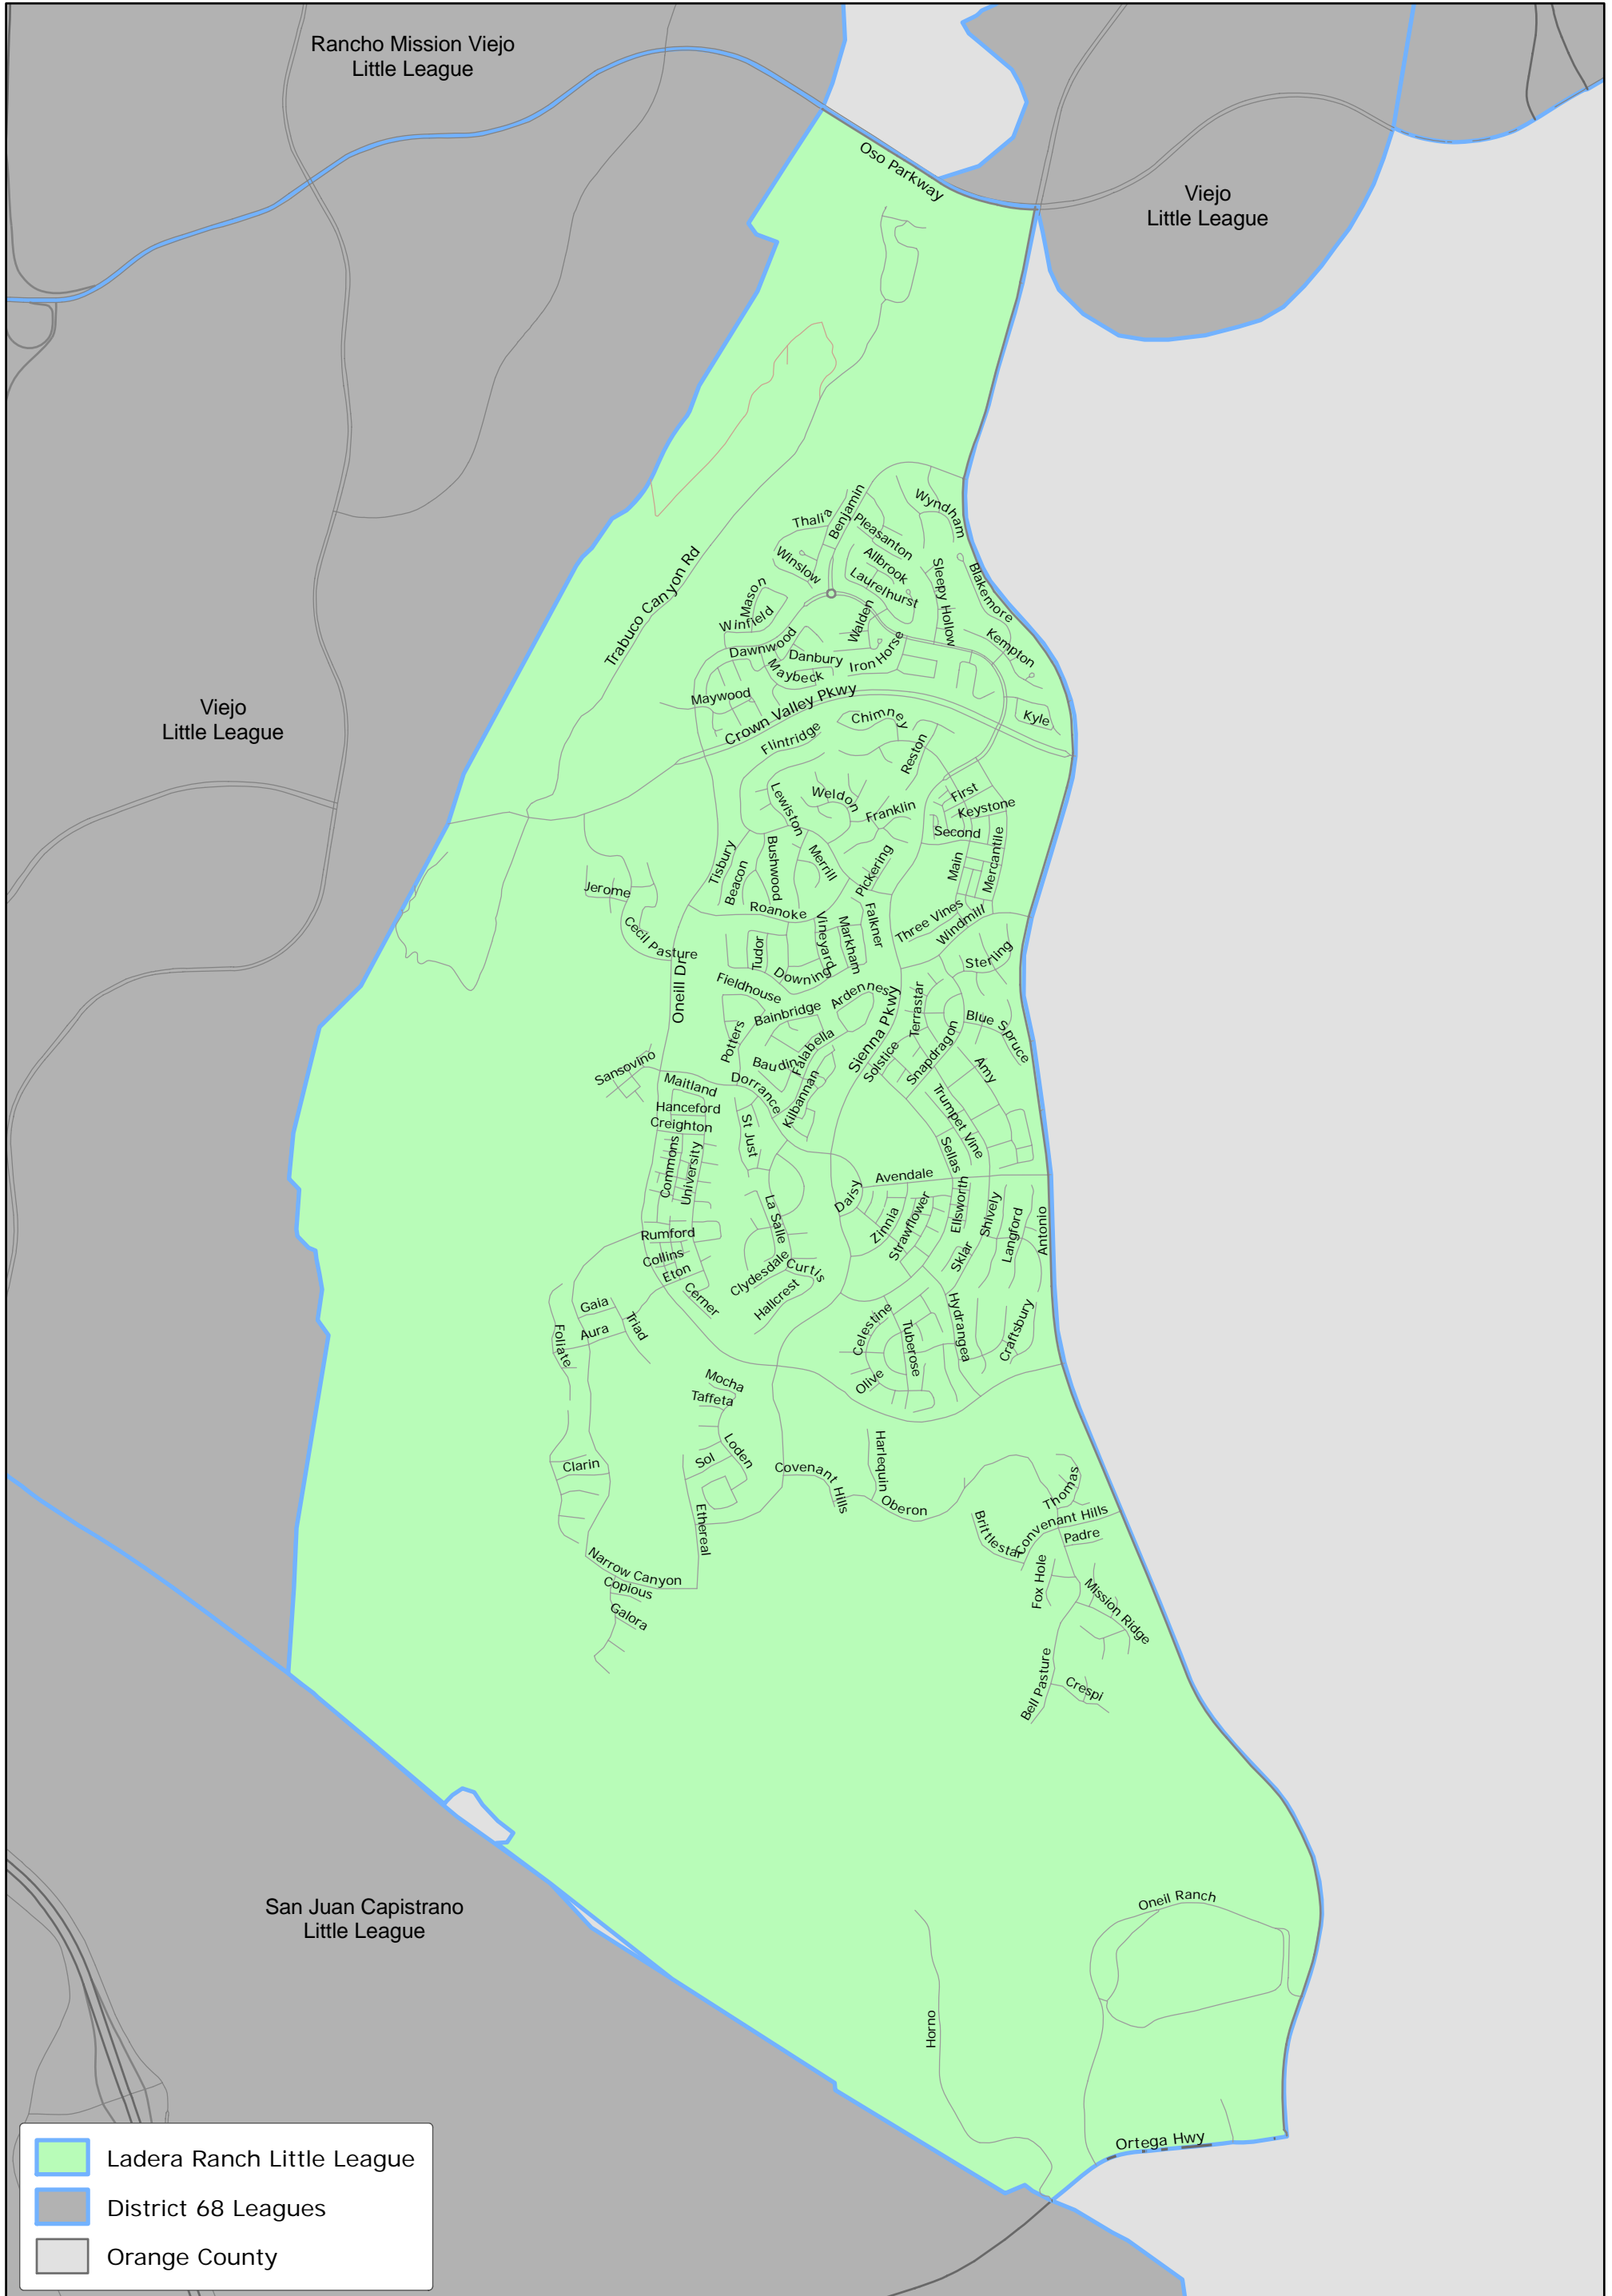 Rancho Mission Viejo
Little League
Oso Parkway
Viejo
Little League
Wyndham
Benjamin
Thalia
Pleasanton
Winslow
Allbrook
Laurelhurst
Sleepy Hollow
Blakemore
Trabuco Canyon Rd
Mason
Winfield
Walden
Kempton
Dawnwood
Danbury
Iron Horse
Maybeck
Maywood
Viejo
Little League
Crown Valley Pkwy
Chimney
Kyle
Flintridge
Reston
Lewiston
Weldon
First
Franklin
Keystone
Second
Tisbury
Beacon
Bushwood
Merrill
Pickering
Main
Mercantile
Jerome
Roanoke
Vineyard
Markham
Falkner
Three Vines
Windmill
Cecil Pasture
Tudor
Downing
Sterling
Oneill Dr
Fieldhouse
Ardennes
Bainbridge
Sienna Pkwy
Terrastar
Blue Spruce
Potters
Falabella
Baudin
Solstice
Snapdragon
Amy
Sansovino
Maitland
Dorrance
Kilbannan
Trumpet Vine
Hanceford
Creighton
St Just
Commons
University
Sellas
Avendale
Daisy
Ellsworth
La Salle
Zinnia
Strawflower
Shively
Langford
Antonio
Rumford
Collins
Eton
Sklar
Clydesdale
Curtis
Hallcrest
Cerner
Gaia
Aura
Triad
Foliate
Celestine
Tuberose
Hydrangea
Craftsbury
Olive
Mocha
Taffeta
Loden
Sol
Clarin
Covenant Hills
Harlequin
Oberon
Thomas
Ethereal
Brittlestar
Convenant Hills
Padre
Narrow Canyon
Copious
Galora
Fox Hole
Mission Ridge
Bell Pasture
Crespi
San Juan Capistrano
Little League
Oneil Ranch
Horno
Ortega Hwy
Ladera Ranch Little League
District 68 Leagues
Orange County